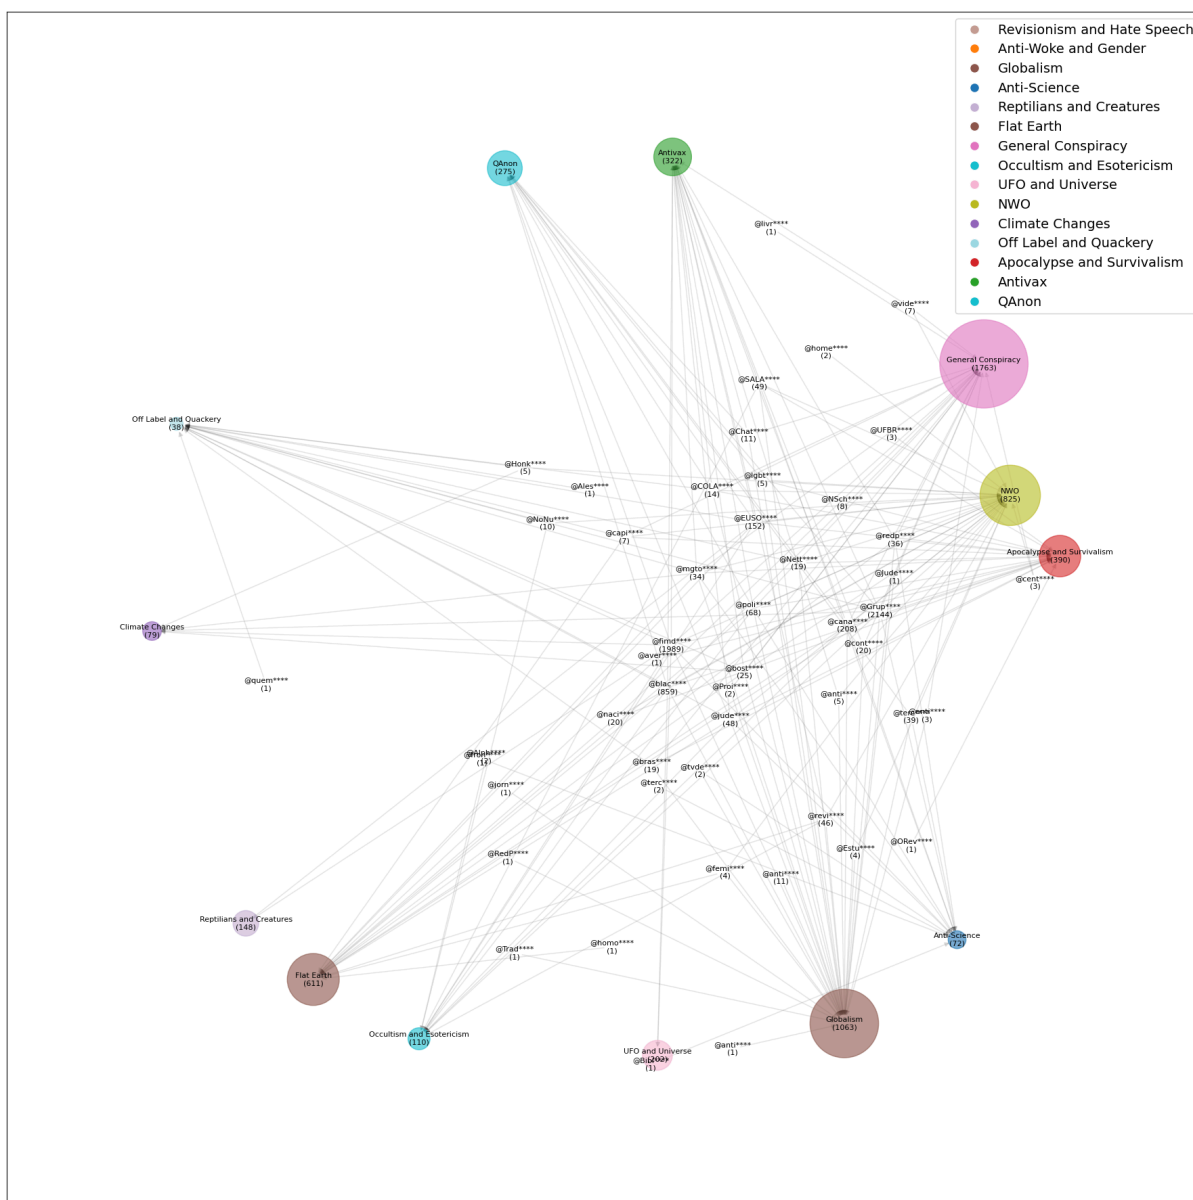 Revisionism and Hate Speech
Anti-Woke and Gender
Globalism
Anti-Science
Reptilians and Creatures
Flat Earth
General Conspiracy
Occultism and Esotericism
UFO and Universe
NWO
Climate Changes
Off Label and Quackery
Apocalypse and Survivalism
Antivax
QAnon
Antivax
(322)
QAnon
(275)
@livr****
(1)
@vide****
(7)
@home****
(2)
General Conspiracy
(1763)
@SALA****
(49)
Off Label and Quackery
(38)
@Chat****
(11)
@UFBR****
(3)
@Honk****
(5)
@lgbt****
(5)
@Ales****
(1)
@COLA****
(14)
NWO
(825)
@NSch****
(8)
@NoNu****
(10)
@EUSO****
(152)
@capi****
(7)
@redp****
(36)
Apocalypse and Survivalism
(390)
@Nett****
(19)
@mgto****
(34)
@Jude****
(1)
@cent****
(3)
@poli****
(68)
@Grup****
(2144)
@cana****
(208)
Climate Changes
(79)
@fimd****
(1989)
@cont****
(20)
@aver****
(1)
@bost****
(25)
@quem****
(1)
@blac****
(859)
@Proi****
(2)
@anti****
(5)
@naci****
(20)
@jude****
(48)
(39)
(3)
@jorn****
(1)
@bras****
(19)
@tvde****
(2)
@terc****
(2)
@revi****
(46)
@RedP****
(1)
@Estu****
(4)
@ORev****
(1)
@femi****
(4)
@anti****
(11)
Reptilians and Creatures
(148)
@Trad****
(1)
@homo****
(1)
Anti-Science
(72)
Flat Earth
(611)
Globalism
(1063)
Occultism and Esotericism
(110)
@anti****
(1)
UFO and Universe
(202)
(1)